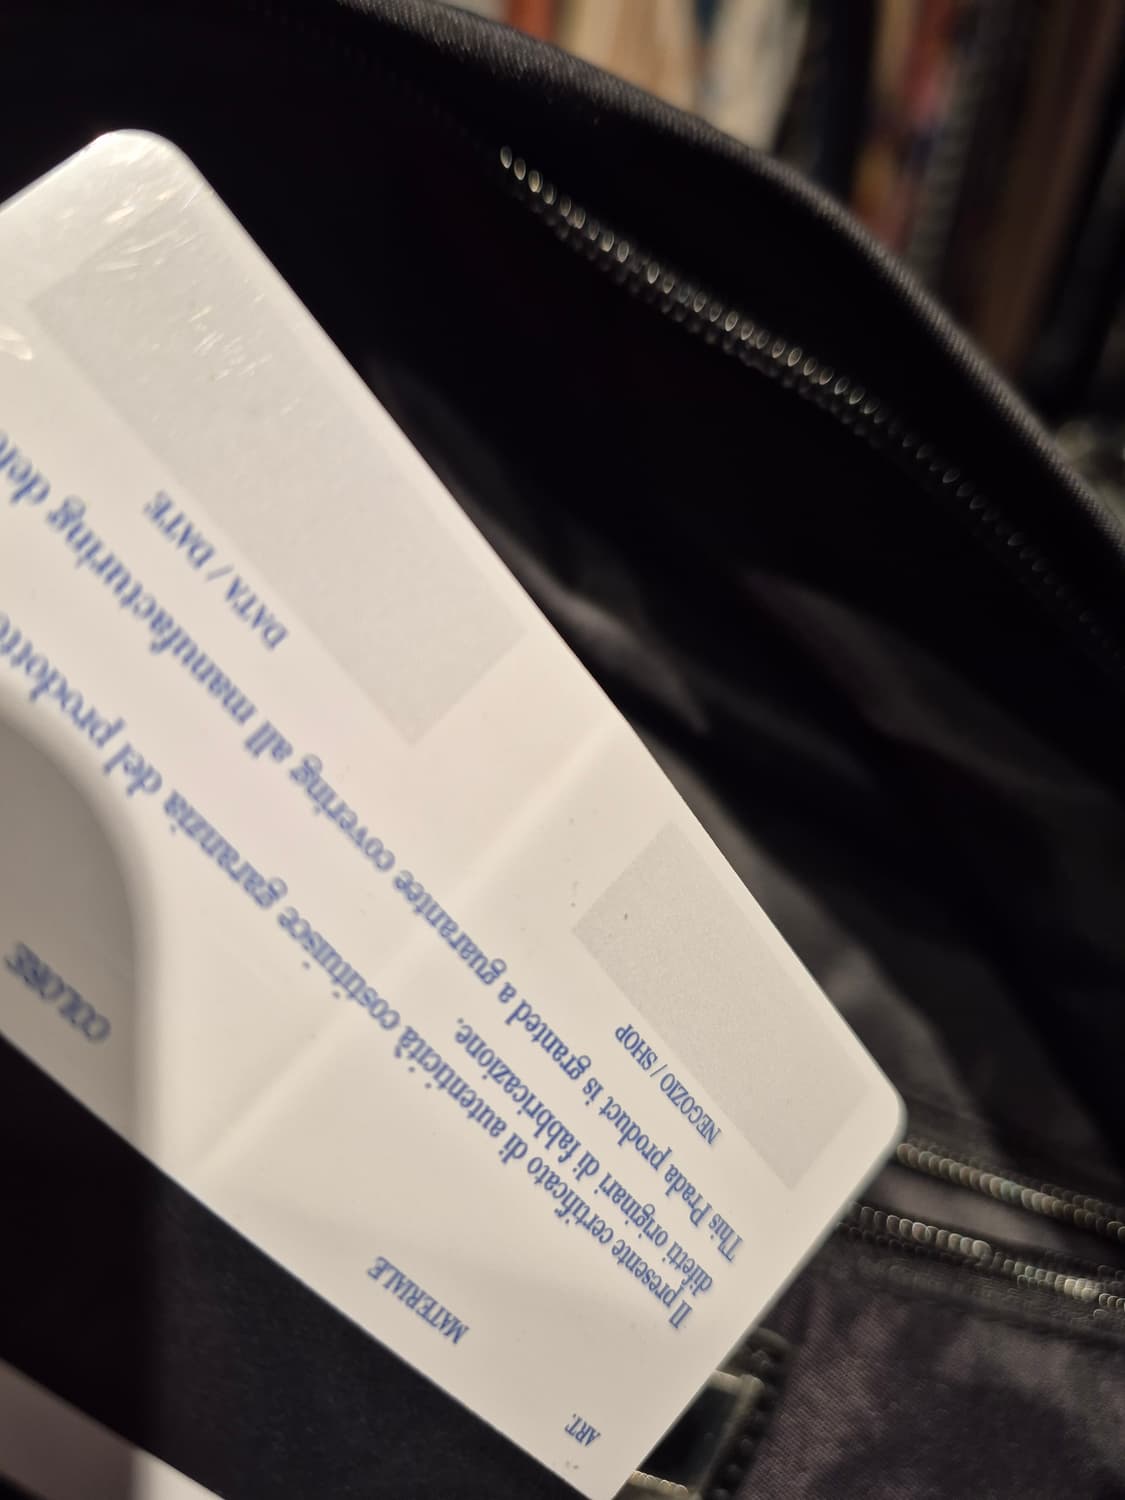 ART.
MATERIALE
COLORE
Il presente certificato di autenticità costituisce garanzia del prodotto
difetti originari di fabbricazione.
This Prada product is granted a guarantee covering all manufacturing
NEGOZIO / SHOP
DATA / DATE